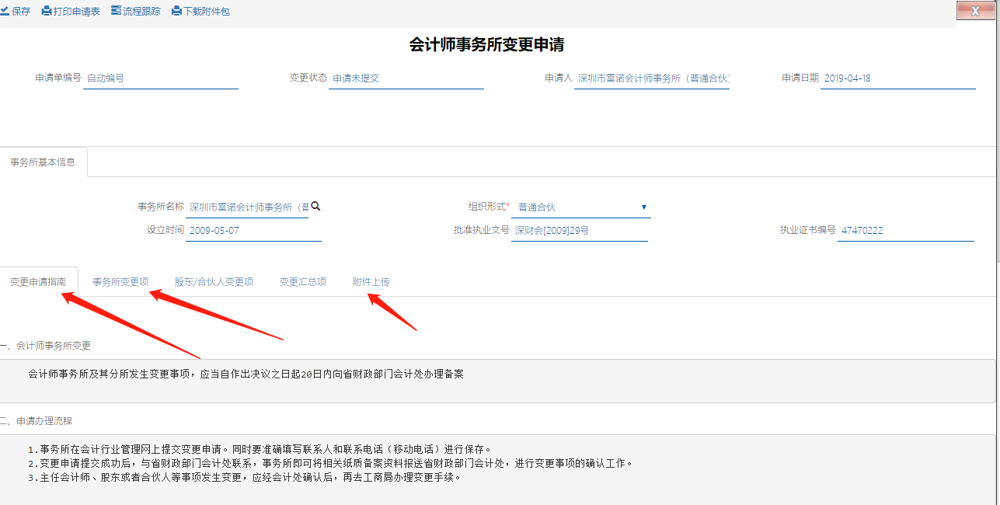 保存 打印申请表 流程跟踪 下载附件包 X
会计师事务所变更申请
申请单编号 自动编号 变更状态 申请未提交 申请人 深圳市雷诺会计师事务所（普通合伙） 申请日期 2019-04-18
事务所基本信息
事务所名称 深圳市雷诺会计师事务所（普 组织形式* 普通合伙
设立时间 2009-05-07 批准执业文号 深财会[2009]29号 执业证书编号 47470222
变更申请指南 事务所变更项 股东/合伙人变更项 变更汇总项 附件上传
一、会计师事务所变更
会计师事务所及其分所发生变更事项，应当自作出决议之日起20日内向省财政部门会计处办理备案
二、申请办理流程
1.事务所在会计行业管理网上提交变更申请。同时要准确填写联系人和联系电话（移动电话）进行保存。
2.变更申请提交成功后，与省财政部门会计处联系，事务所即可将相关纸质备案资料报送省财政部门会计处，进行变更事项的确认工作。
3.主任会计师、股东或者合伙人等事项发生变更，应经会计处确认后，再去工商局办理变更手续。